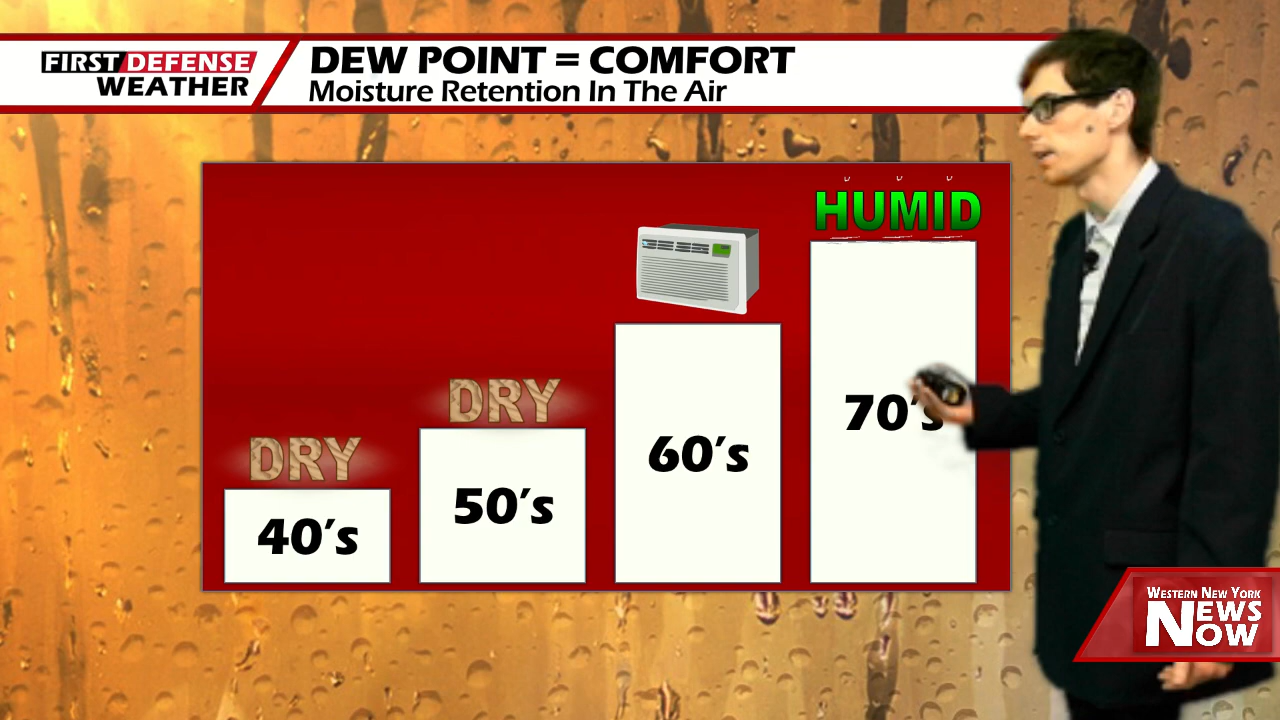 FIRST DEFENSE
WEATHER
DEW POINT = COMFORT
Moisture Retention In The Air
HUMID
DRY
DRY
40's
50's
60's
70's
WESTERN NEW YORK
NEWS
NOW